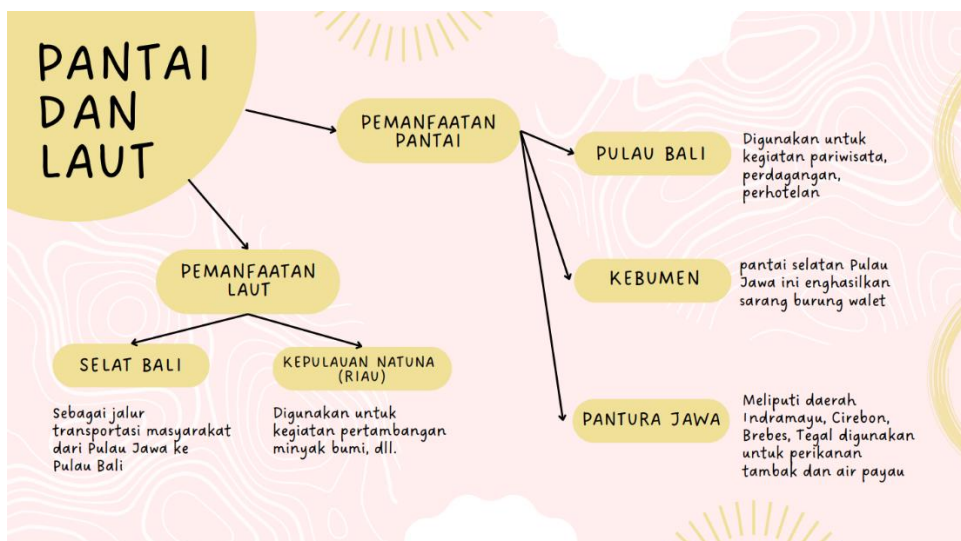 PANTAI
DAN
LAUT
PEMANFAATAN
PANTAI
PULAU BALI
Digunakan untuk
kegiatan pariwisata,
perdagangan,
perhotelan
KEBUMEN
pantai selatan Pulau
Jawa ini enghasilkan
sarang burung walet
PANTURA JAWA
Meliputi daerah
Indramayu, Cirebon,
Brebes, Tegal digunakan
untuk perikanan
tambak dan air payau
PEMANFAATAN
LAUT
SELAT BALI
Sebagai jalur
transportasi masyarakat
dari Pulau Jawa ke
Pulau Bali
KEPULAUAN NATUNA
(RIAU)
Digunakan untuk
kegiatan pertambangan
minyak bumi, dll.